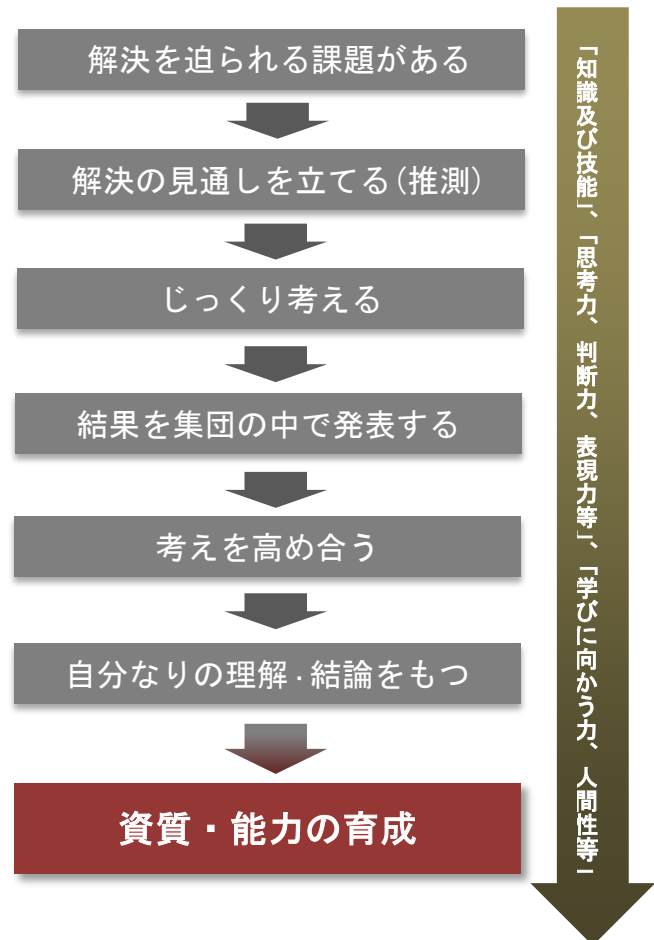 解決を迫られる課題がある
解決の見通しを立てる(推測)
じっくり考える
結果を集団の中で発表する
考えを高め合う
自分なりの理解・結論をもつ
資質・能力の育成
「知識及び技能」、「思考力、判断力、表現力等」、「学びに向かう力、人間性等」